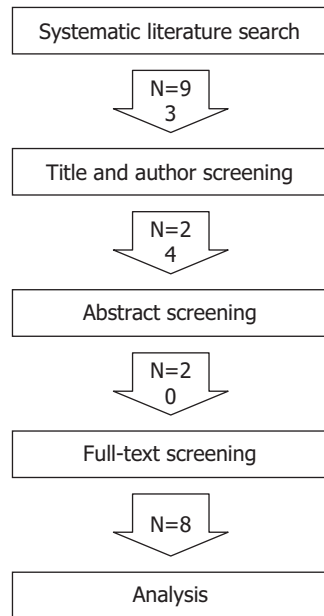 Systematic literature search
N=9
3
Title and author screening
N=2
4
Abstract screening
N=2
0
Full-text screening
N=8
Analysis